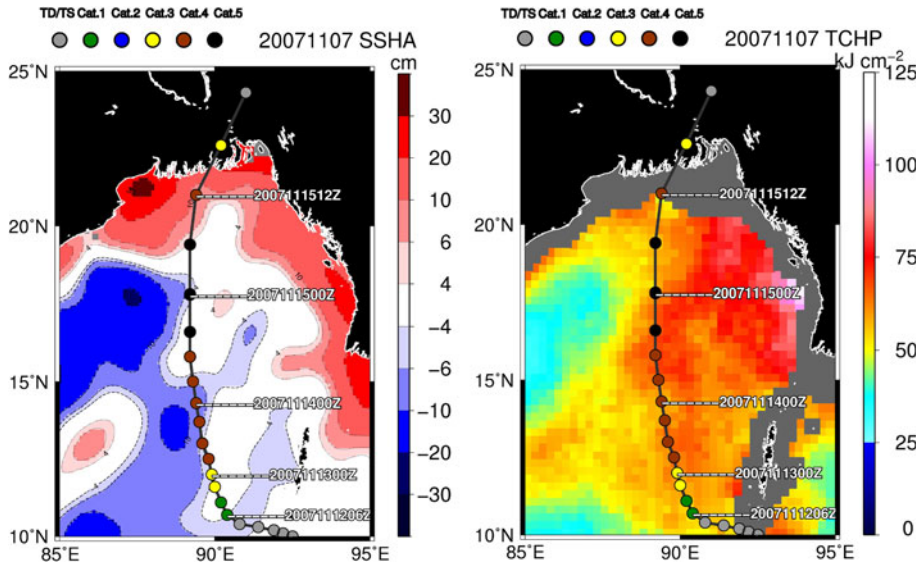 TD/TS Cat.1 Cat.2 Cat.3 Cat.4 Cat.5
20071107 SSHA
cm
25°N
20°N
15°N
10°N
85°E 90°E 95°E
30
20
10
6
4
−4
−6
−10
−20
−30
2007111512Z
2007111500Z
2007111400Z
2007111300Z
2007111206Z
TD/TS Cat.1 Cat.2 Cat.3 Cat.4 Cat.5
20071107 TCHP
kJ cm⁻²
25°N
20°N
15°N
10°N
85°E 90°E 95°E
125
100
75
50
25
0
2007111512Z
2007111500Z
2007111400Z
2007111300Z
2007111206Z